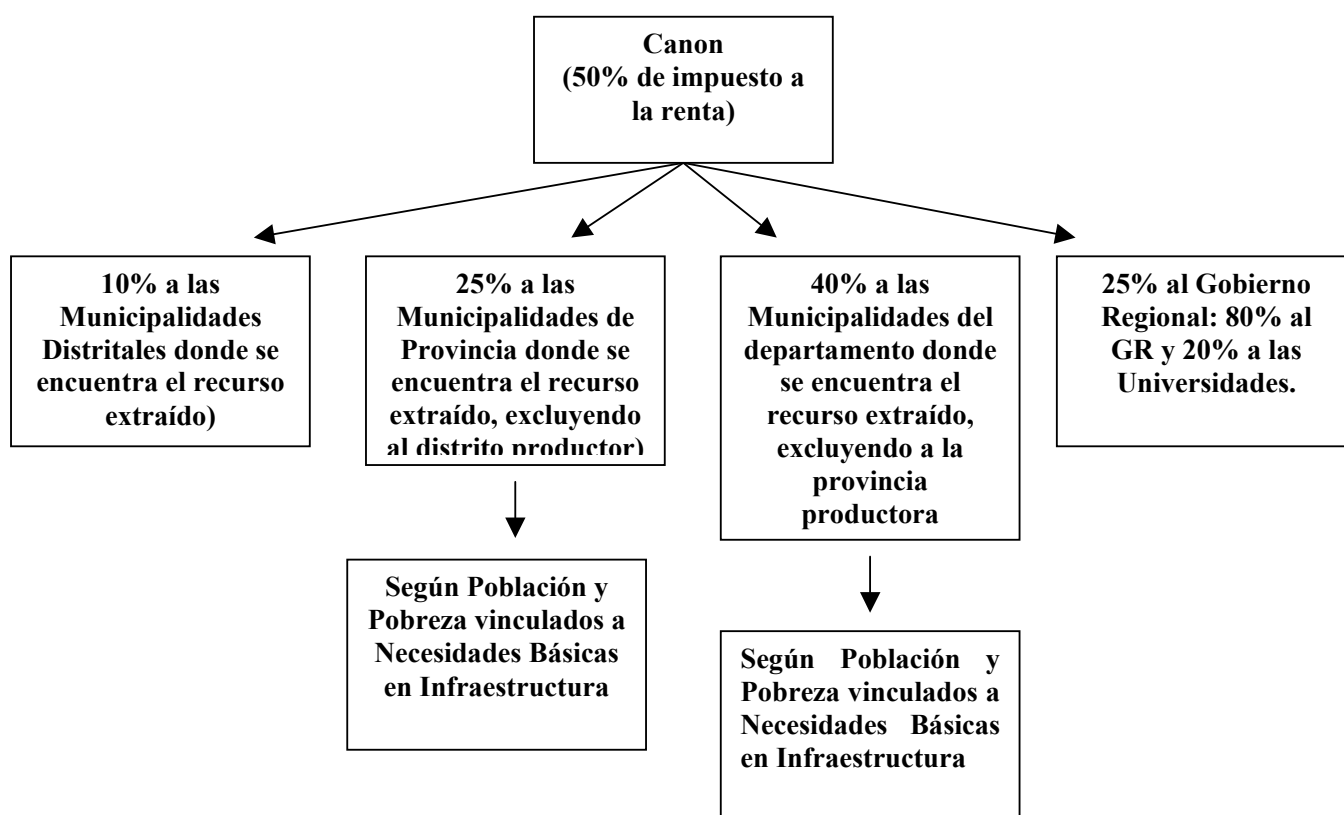 Canon
(50% de impuesto a
la renta)
10% a las
Municipalidades
Distritales donde se
encuentra el recurso
extraído)
25% a las
Municipalidades de
Provincia donde se
encuentra el recurso
extraído, excluyendo
al distrito productor)
40% a las
Municipalidades del
departamento donde
se encuentra el
recurso extraído,
excluyendo a la
provincia
productora
25% al Gobierno
Regional: 80% al
GR y 20% a las
Universidades.
Según Población y
Pobreza vinculados a
Necesidades Básicas
en Infraestructura
Según Población y
Pobreza vinculados a
Necesidades Básicas
en Infraestructura